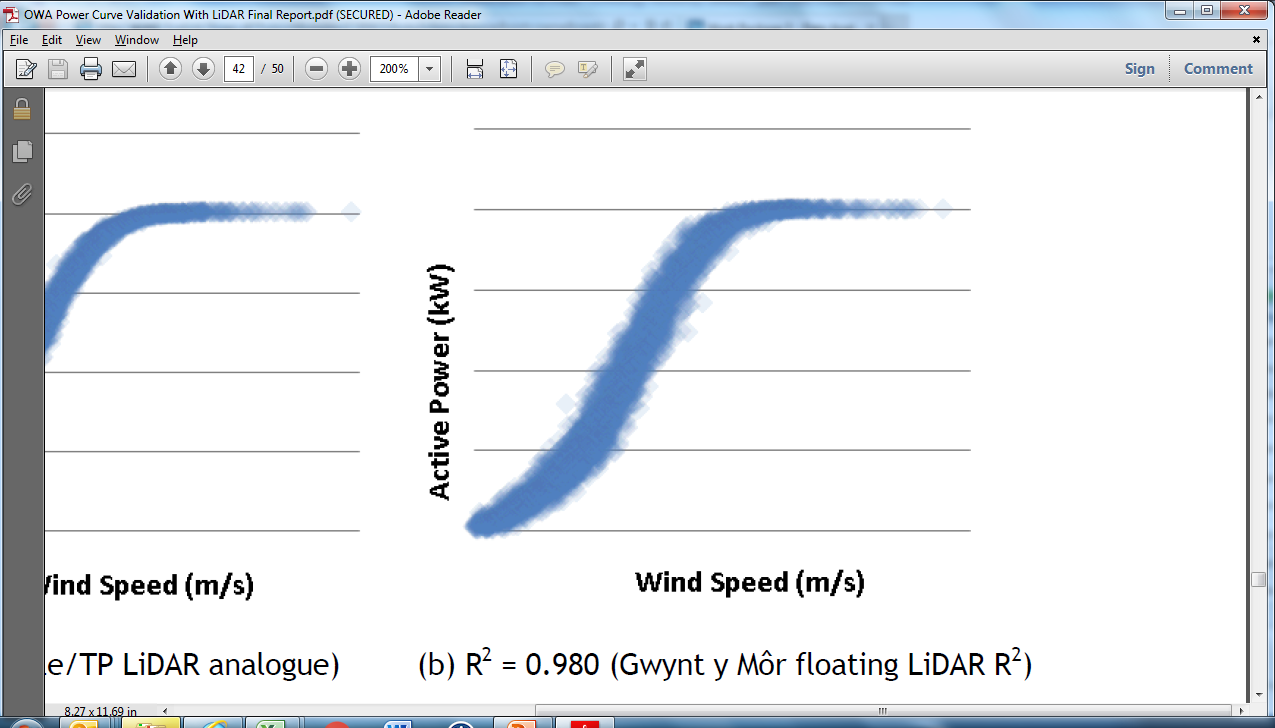 OWA Power Curve Validation With LiDAR Final Report.pdf (SECURED) - Adobe Reader
File Edit View Window Help
42 / 50 200% Sign Comment
Active Power (kW)
Wind Speed (m/s)
Wind Speed (m/s)
e/TP LiDAR analogue)
(b) R² = 0.980 (Gwynt y Môr floating LiDAR R²)
8.27 x 11.69 in